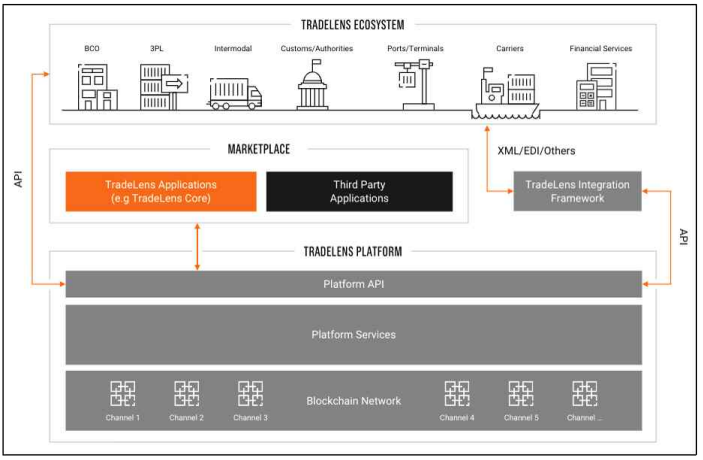 TRADELENS ECOSYSTEM
BCO
3PL
Intermodal
Customs/Authorities
Ports/Terminals
Carriers
Financial Services
API
MARKETPLACE
TradeLens Applications
(e.g TradeLens Core)
Third Party
Applications
XML/EDI/Others
TradeLens Integration
Framework
API
TRADELENS PLATFORM
Platform API
Platform Services
Blockchain Network
Channel 1
Channel 2
Channel 3
Channel 4
Channel 5
Channel ...